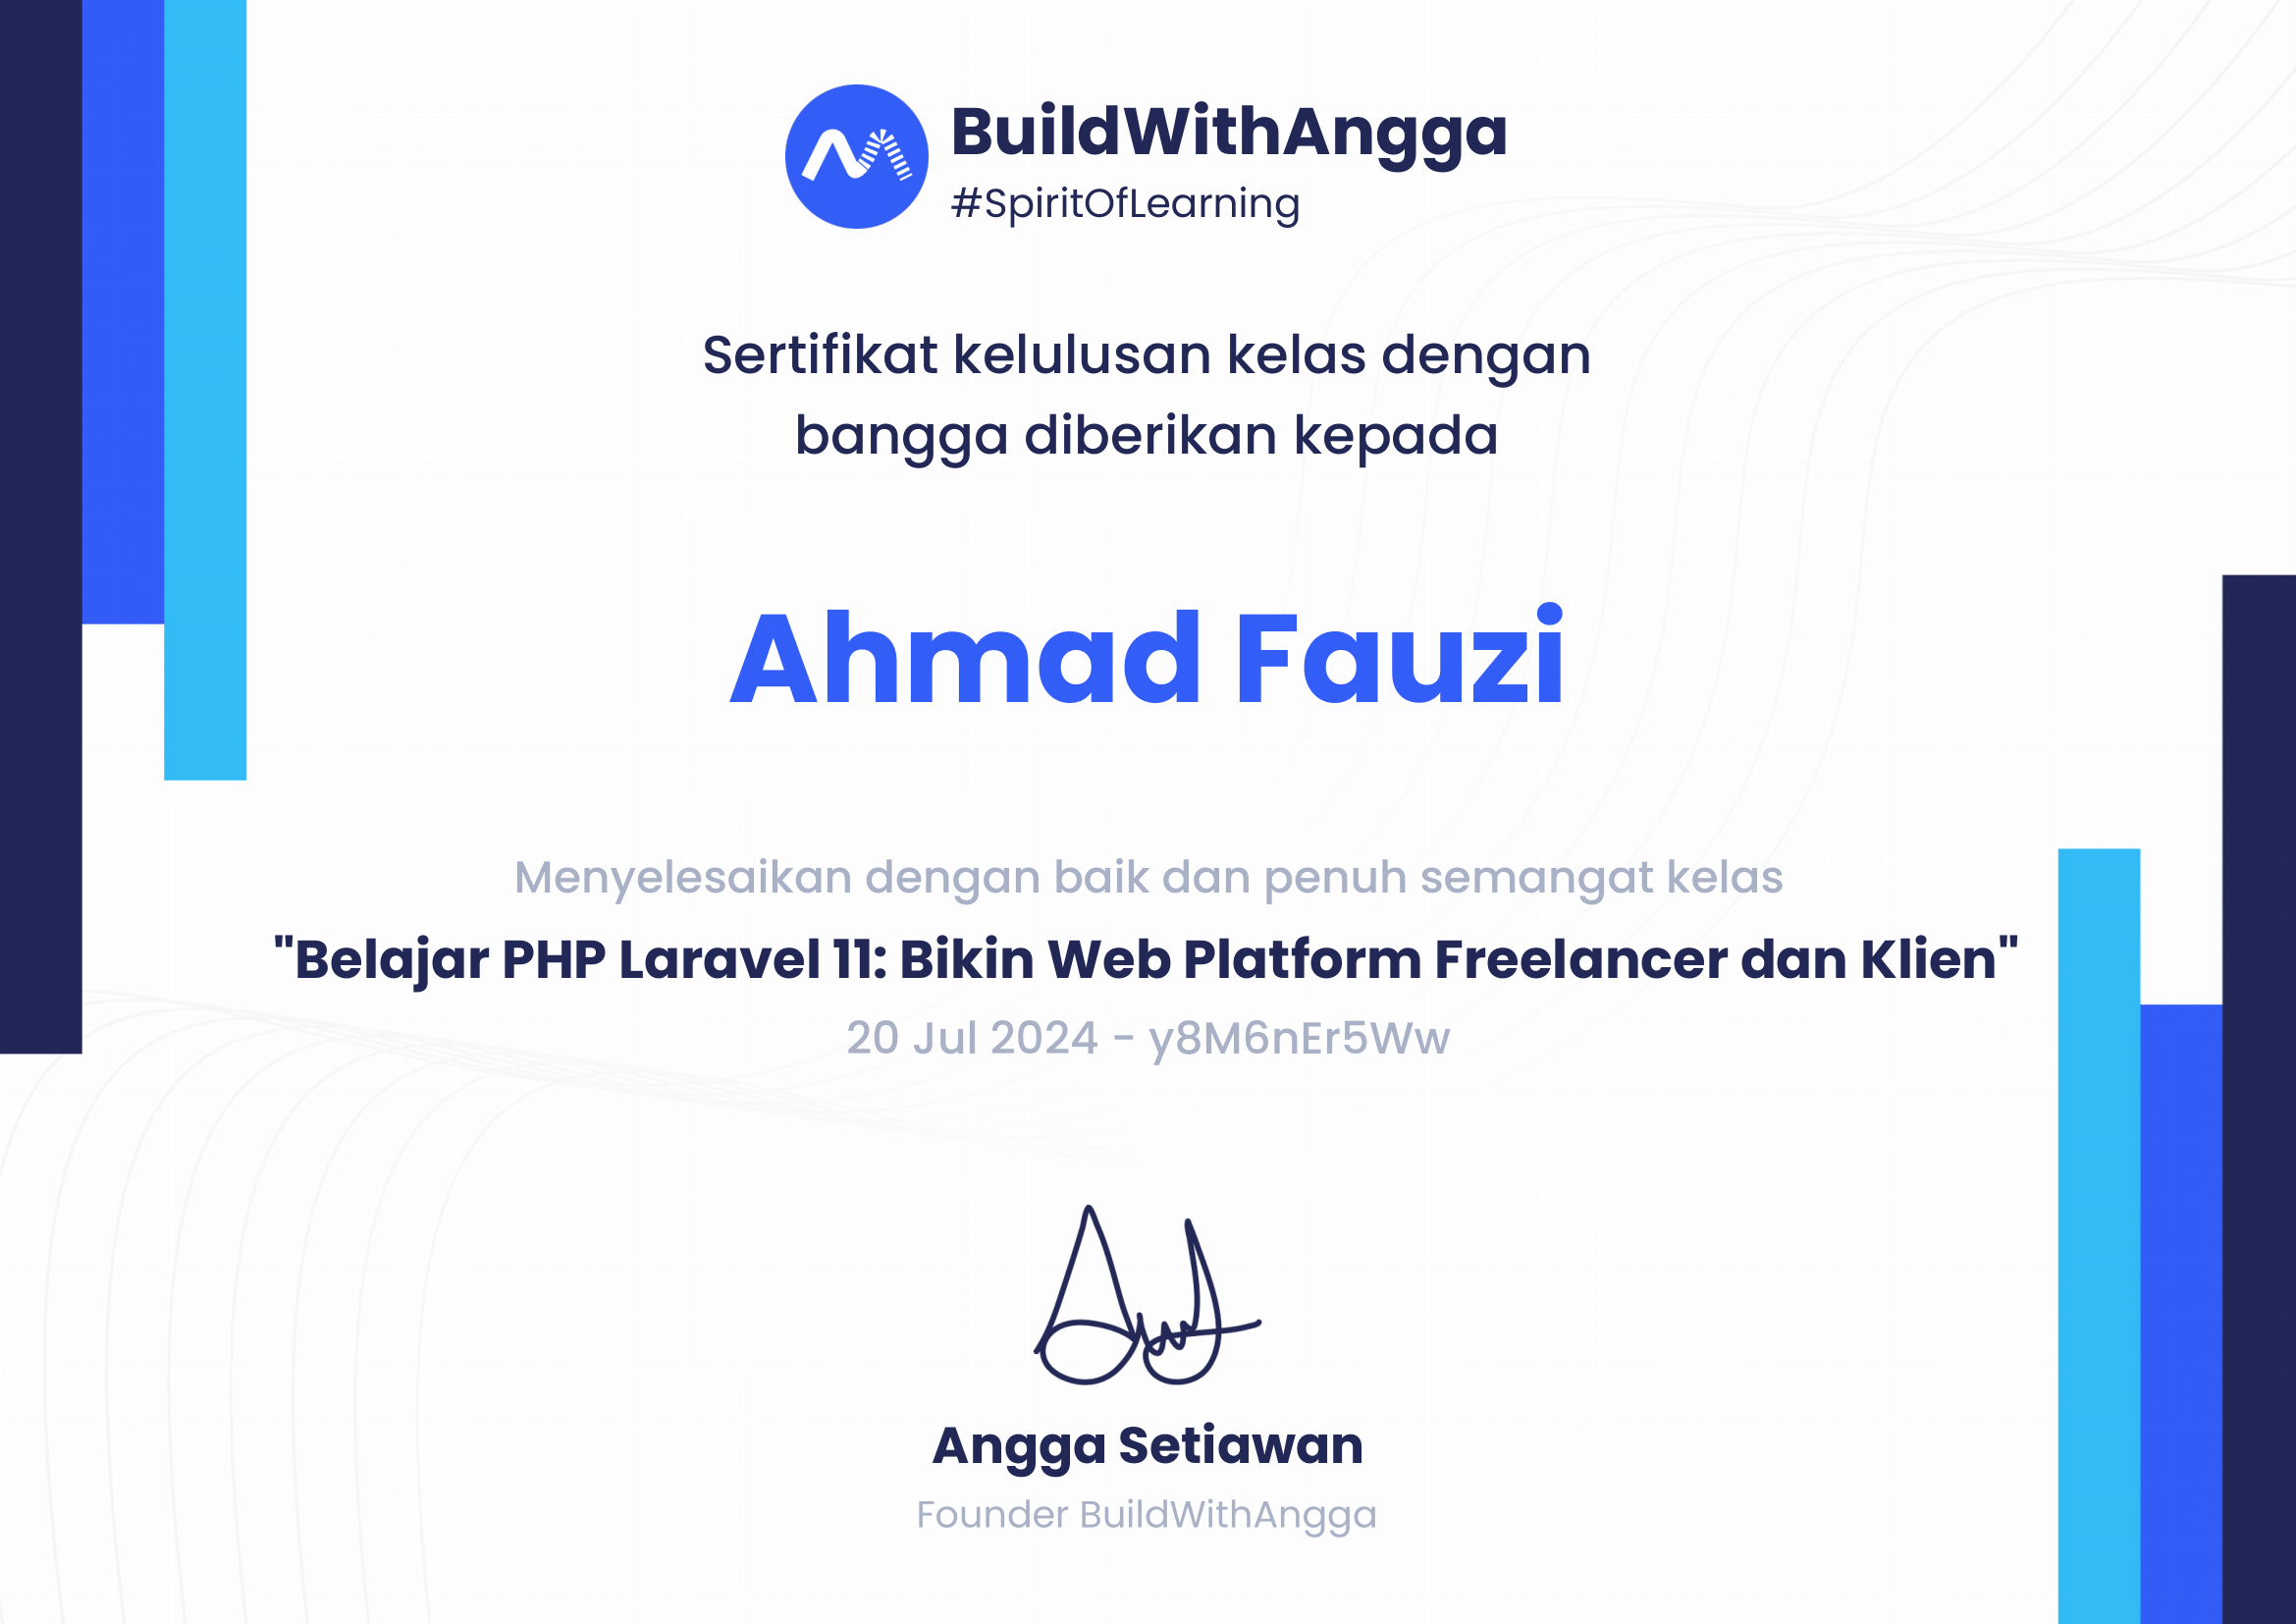 BuildWithAngga
#SpiritOfLearning
Sertifikat kelulusan kelas dengan
bangga diberikan kepada
Ahmad Fauzi
Menyelesaikan dengan baik dan penuh semangat kelas
"Belajar PHP Laravel 11: Bikin Web Platform Freelancer dan Klien"
20 Jul 2024 - y8M6nEr5Ww
Angga Setiawan
Founder BuildWithAngga